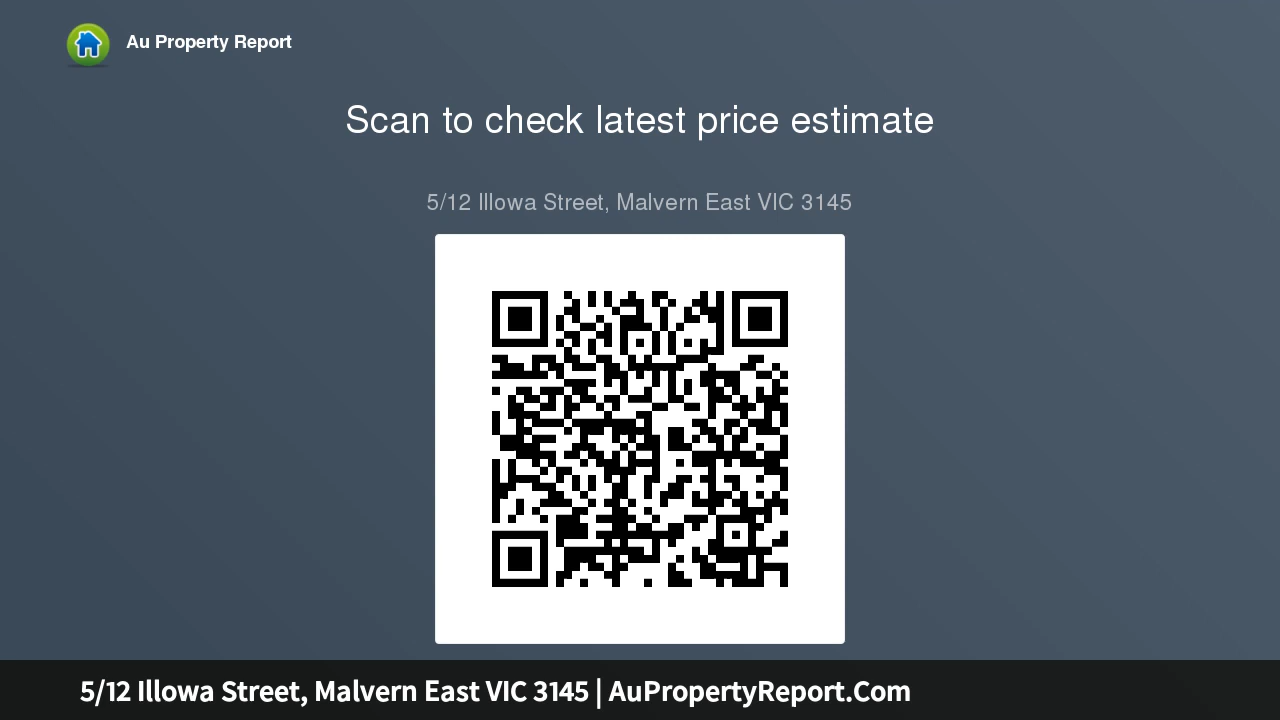 Au Property Report
Scan to check latest price estimate
5/12 Illowa Street, Malvern East VIC 3145
5/12 Illowa Street, Malvern East VIC 3145 | AuPropertyReport.Com